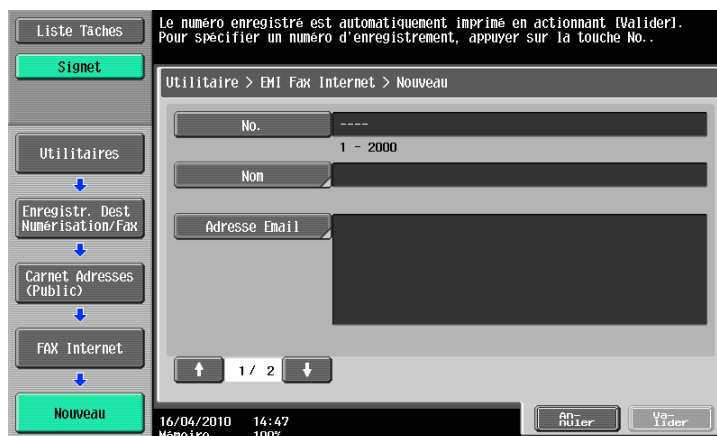 Liste Tâches
Le numéro enregistré est automatiquement imprimé en actionnant [Valider].
Pour spécifier un numéro d'enregistrement, appuyer sur la touche No..
Signet
Utilitaire > EMI Fax Internet > Nouveau
No.
----
1 - 2000
Utilitaires
Nom
Enregistr. Dest
Numérisation/Fax
Adresse Email
Carnet Adresses
(Public)
FAX Internet
1/ 2
Nouveau
An-
nuler
Va-
lider
16/04/2010 14:47
Mémoire 100%